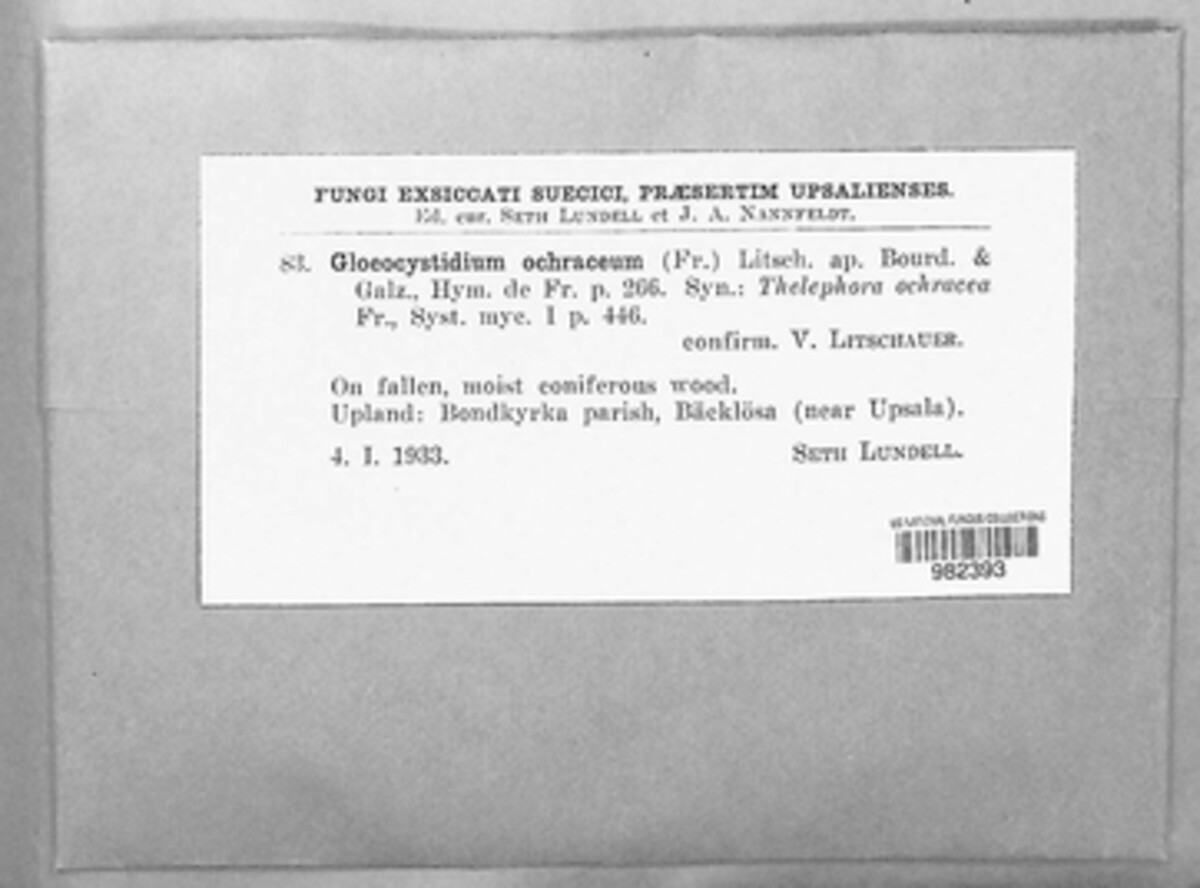 FUNGI EXSICCATI SUECICI, PRÆSERTIM UPSALIENSES.
Ed. cur. SETH LUNDELL et J. A. NANNFELDT.
83. Gloeocystidium ochraceum (Fr.) Litsch. ap. Bourd. &
Galz., Hym. de Fr. p. 266. Syn.: Thelephora ochracea
Fr., Syst. myc. I p. 446.
confirm. V. LITSCHAUER.
On fallen, moist coniferous wood.
Upland: Bondkyrka parish, Bäcklösa (near Upsala).
4. I. 1933. SETH LUNDELL.
US NATIONAL FUNGUS COLLECTIONS
982393